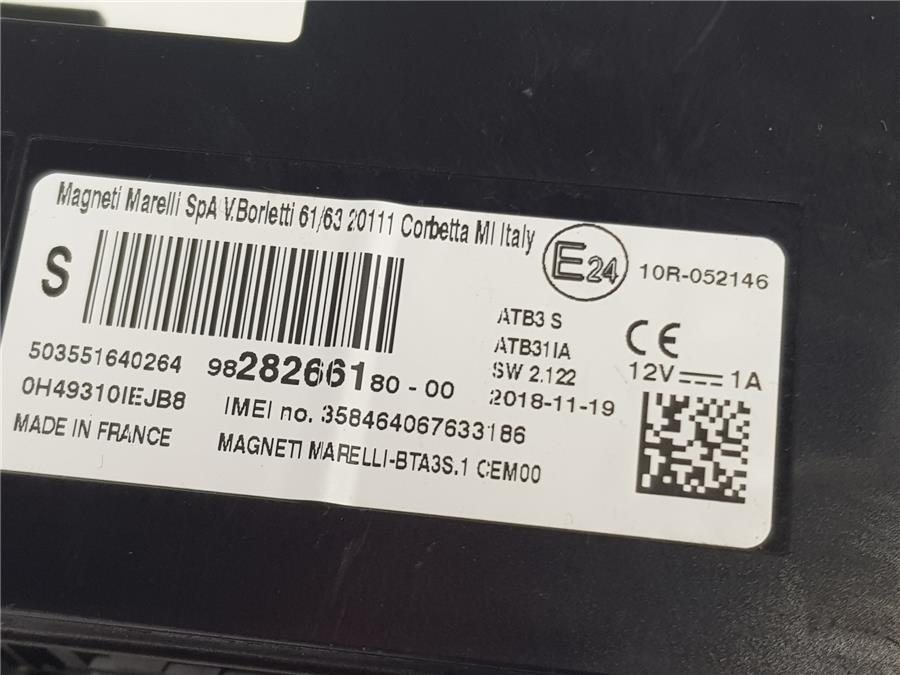 Magneti Marelli SpA V.Borletti 61/63 20111 Corbetta MI Italy
S
E24
10R-052146
ATB3 S
ATB311A
SW 2.122
2018-11-19
CE
12V 1A
503551640264
9828266180-00
0H49310IEJB8
IMEI no. 358464067633186
MADE IN FRANCE
MAGNETI MARELLI-BTA3S.1 CEM00